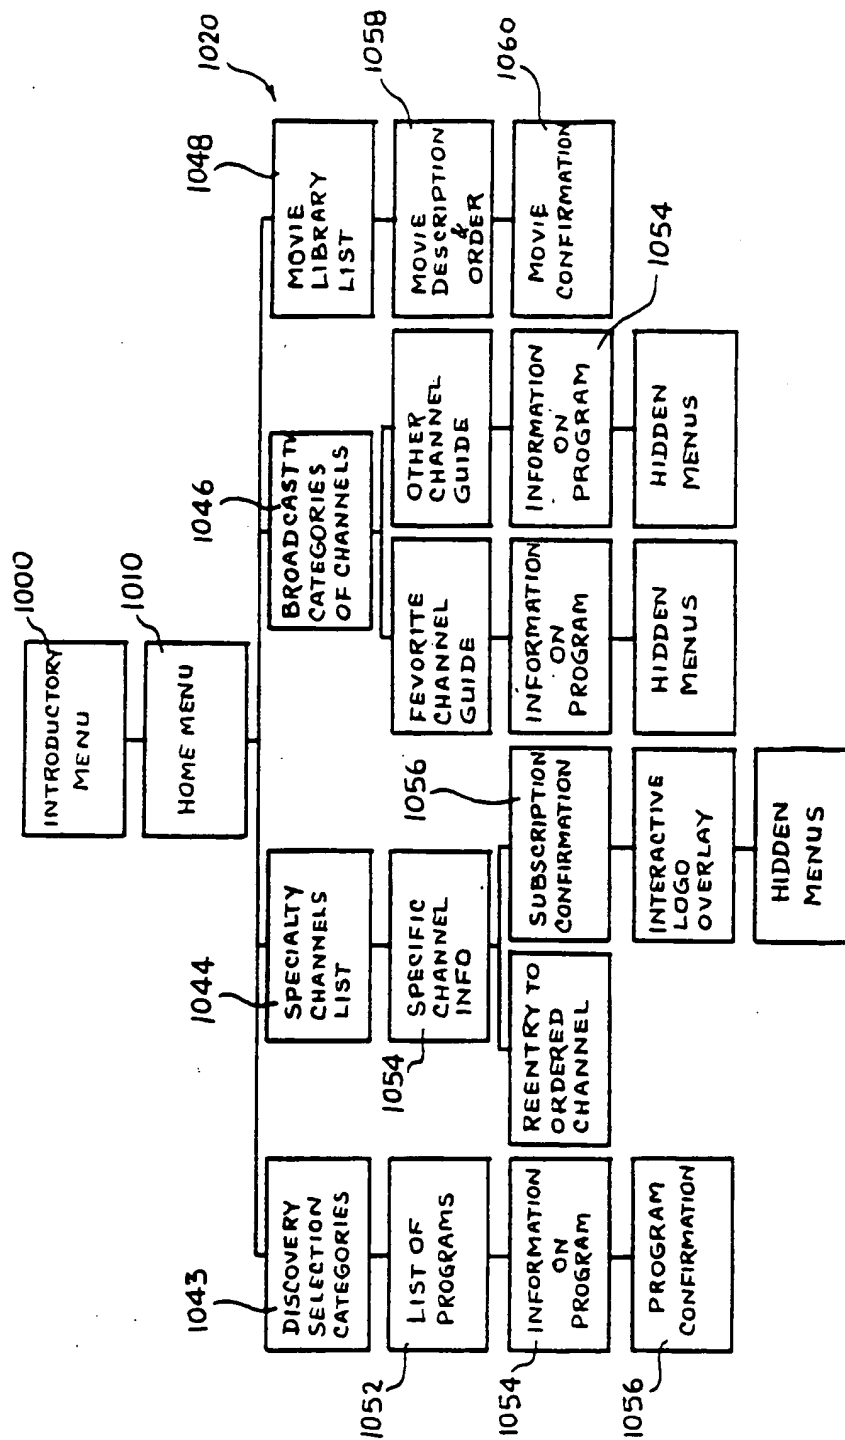 1000
INTRODUCTORY
MENU
1010
HOME MENU
1020
1043
DISCOVERY
SELECTION
CATEGORIES
1044
SPECIALTY
CHANNELS
LIST
1046
BROADCAST TV
CATEGORIES
OF CHANNELS
1048
MOVIE
LIBRARY
LIST
1052
LIST OF
PROGRAMS
1054
SPECIFIC
CHANNEL
INFO
FEVORITE
CHANNEL
GUIDE
OTHER
CHANNEL
GUIDE
1058
MOVIE
DESCRIPTION
&
ORDER
1054
INFORMATION
ON
PROGRAM
REENTRY TO
ORDERED
CHANNEL
1056
SUBSCRIPTION
CONFIRMATION
INFORMATION
ON
PROGRAM
INFORMATION
ON
PROGRAM
1054
1060
MOVIE
CONFIRMATION
1056
PROGRAM
CONFIRMATION
INTERACTIVE
LOGO
OVERLAY
HIDDEN
MENUS
HIDDEN
MENUS
HIDDEN
MENUS